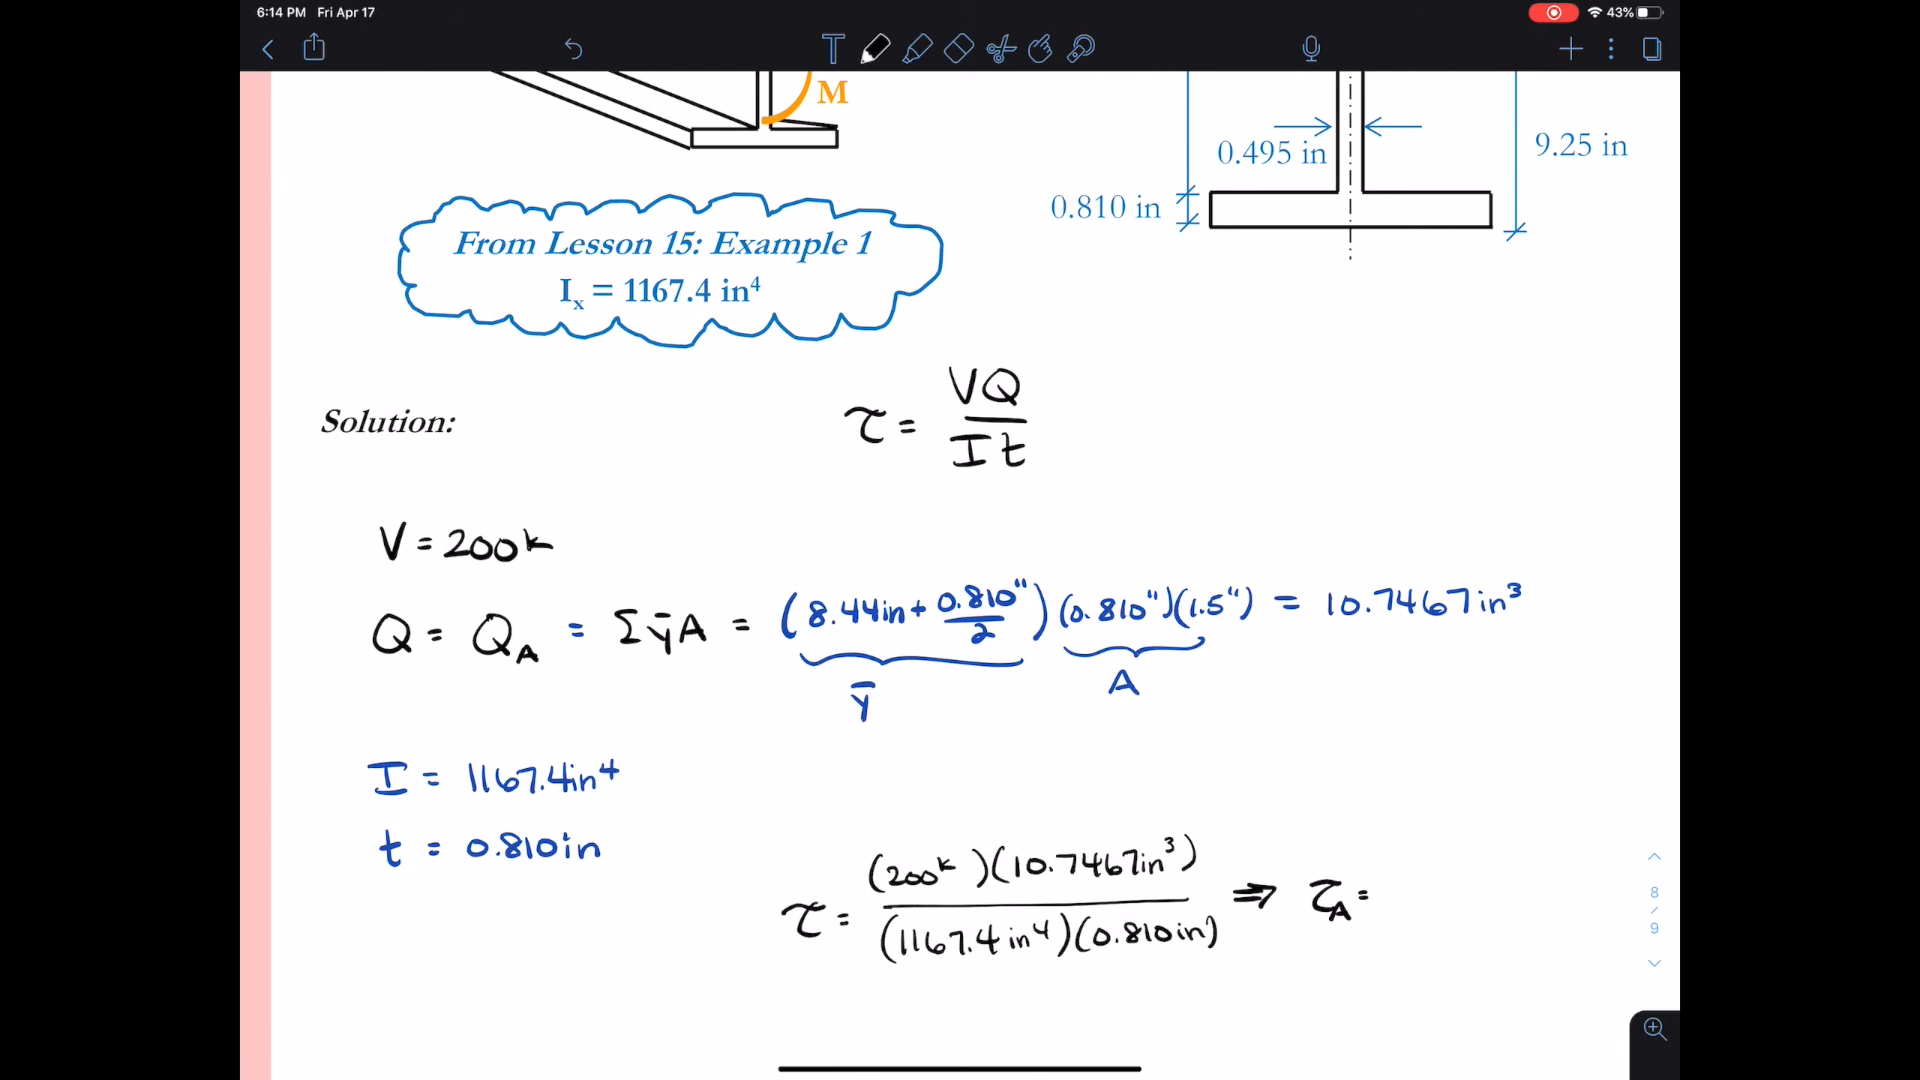 6:14 PM Fri Apr 17
43%
M
0.495 in
9.25 in
0.810 in
From Lesson 15: Example 1
Iₓ = 1167.4 in⁴
Solution:
τ = VQ / It
V = 200k
Q = Q_A = Σ ȳA = (8.44in + 0.810"/2)(0.810")(1.5") = 10.7467in³
ȳ
A
I = 1167.4in⁴
t = 0.810in
τ = (200k)(10.7467in³) / (1167.4in⁴)(0.810in) ⇒ τ_A =
8
/
9